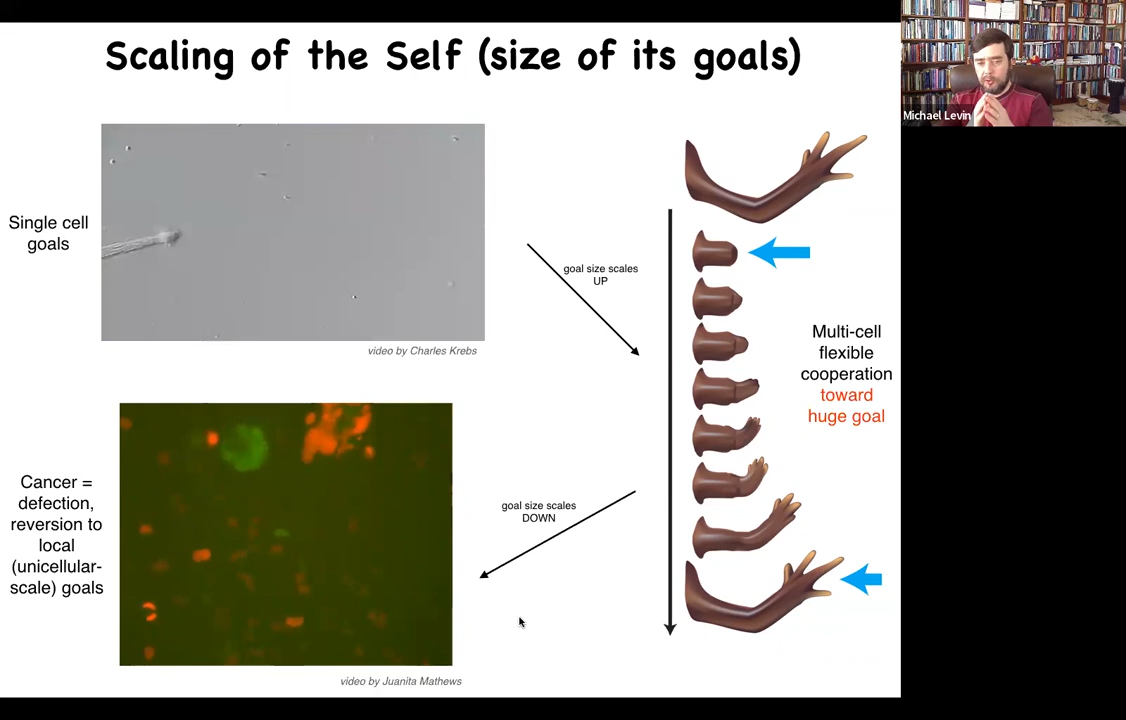 Scaling of the Self (size of its goals)
Michael Levin
Single cell
goals
video by Charles Krebs
goal size scales
UP
Multi-cell
flexible
cooperation
toward
huge goal
Cancer =
defection,
reversion to
local
(unicellular-
scale) goals
goal size scales
DOWN
video by Juanita Mathews